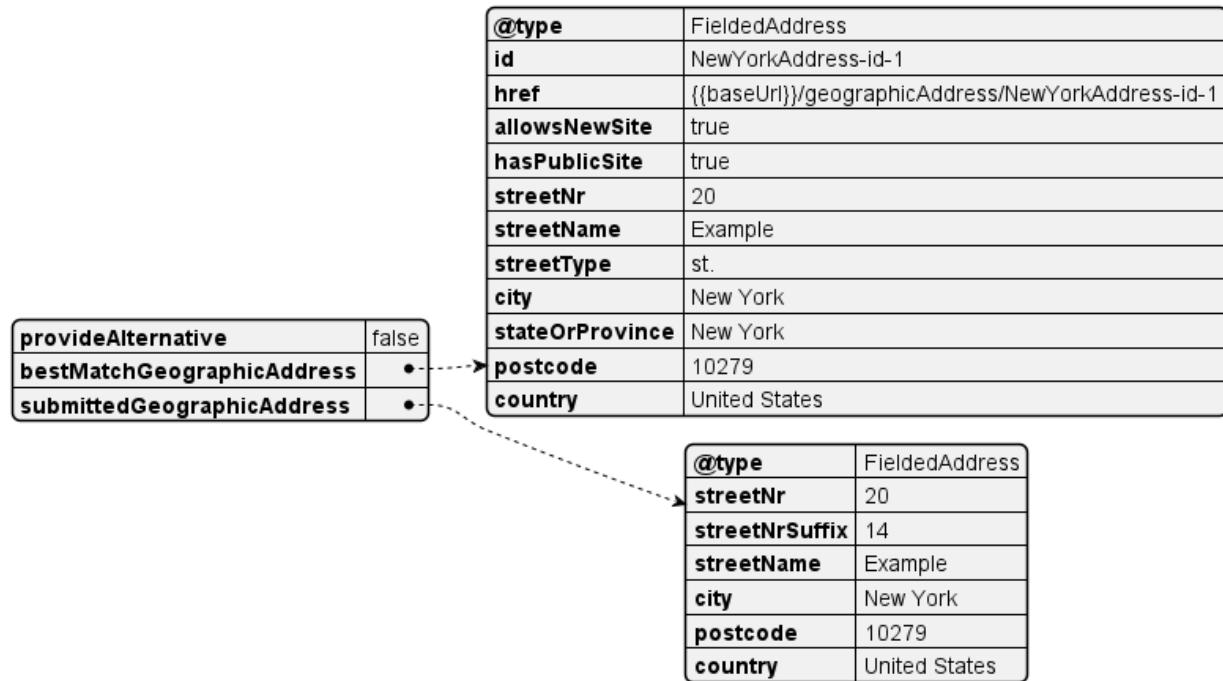 @type FieldedAddress
id NewYorkAddress-id-1
href {{baseUrl}}/geographicAddress/NewYorkAddress-id-1
allowsNewSite true
hasPublicSite true
streetNr 20
streetName Example
streetType st.
city New York
stateOrProvince New York
postcode 10279
country United States
provideAlternative false
bestMatchGeographicAddress
submittedGeographicAddress
@type FieldedAddress
streetNr 20
streetNrSuffix 14
streetName Example
city New York
postcode 10279
country United States